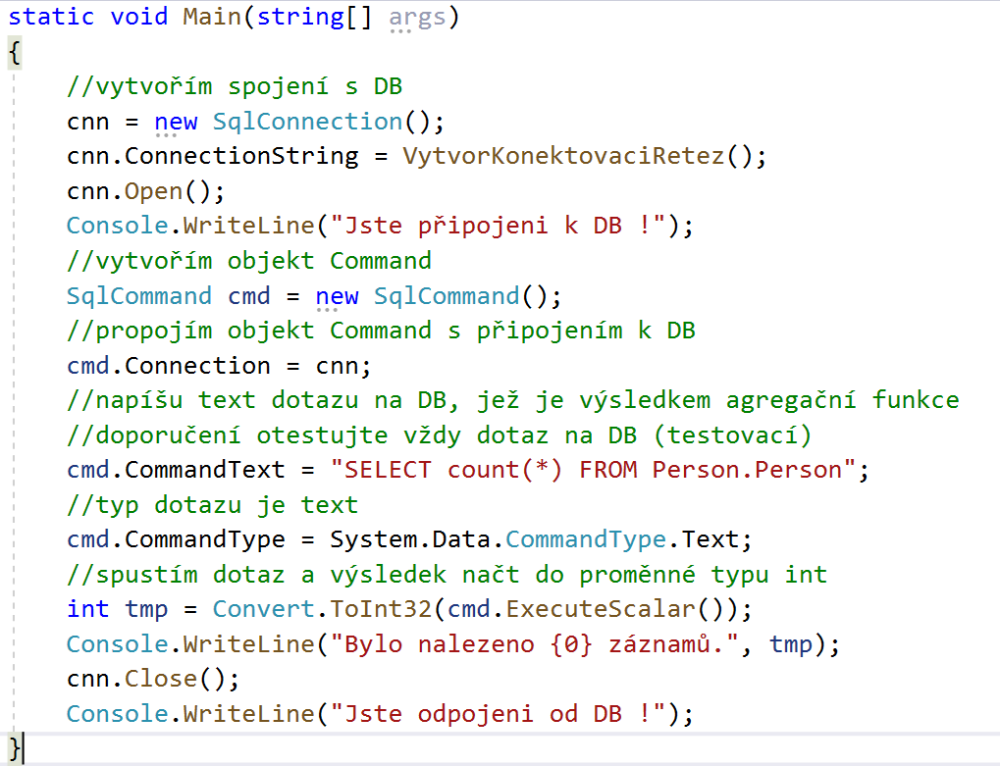 static void Main(string[] args)
{
//vytvořím spojení s DB
cnn = new SqlConnection();
cnn.ConnectionString = VytvorKonektovaciRetez();
cnn.Open();
Console.WriteLine("Jste připojeni k DB !");
//vytvořím objekt Command
SqlCommand cmd = new SqlCommand();
//propojím objekt Command s připojením k DB
cmd.Connection = cnn;
//napíšu text dotazu na DB, jež je výsledkem agregační funkce
//doporučení otestujte vždy dotaz na DB (testovací)
cmd.CommandText = "SELECT count(*) FROM Person.Person";
//typ dotazu je text
cmd.CommandType = System.Data.CommandType.Text;
//spustím dotaz a výsledek načt do proměnné typu int
int tmp = Convert.ToInt32(cmd.ExecuteScalar());
Console.WriteLine("Bylo nalezeno {0} záznamů.", tmp);
cnn.Close();
Console.WriteLine("Jste odpojeni od DB !");
}